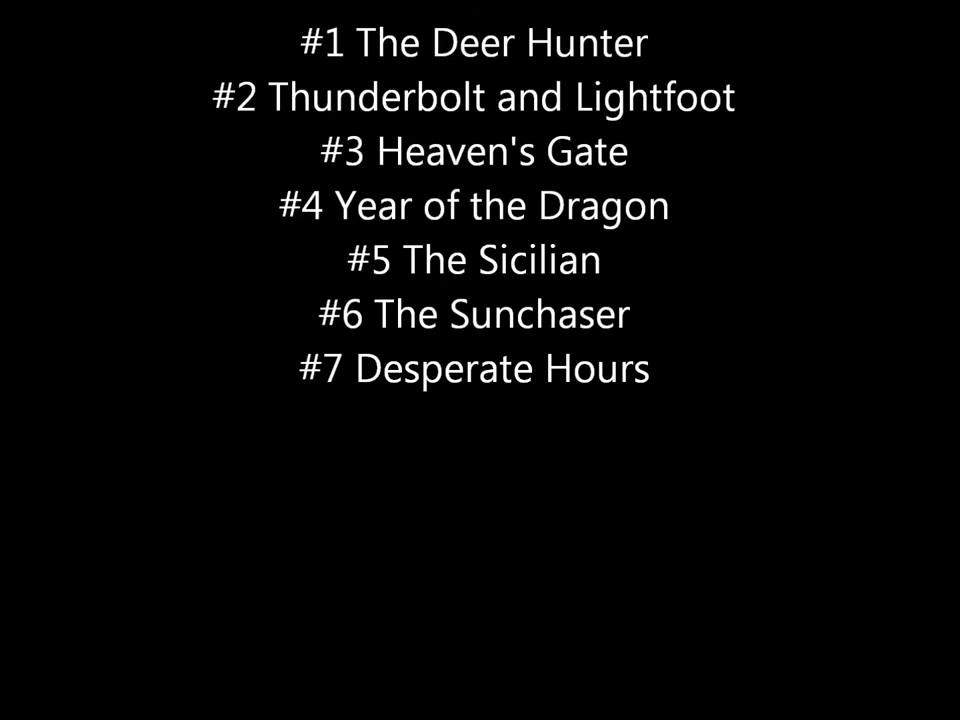 #1 The Deer Hunter
#2 Thunderbolt and Lightfoot
#3 Heaven's Gate
#4 Year of the Dragon
#5 The Sicilian
#6 The Sunchaser
#7 Desperate Hours